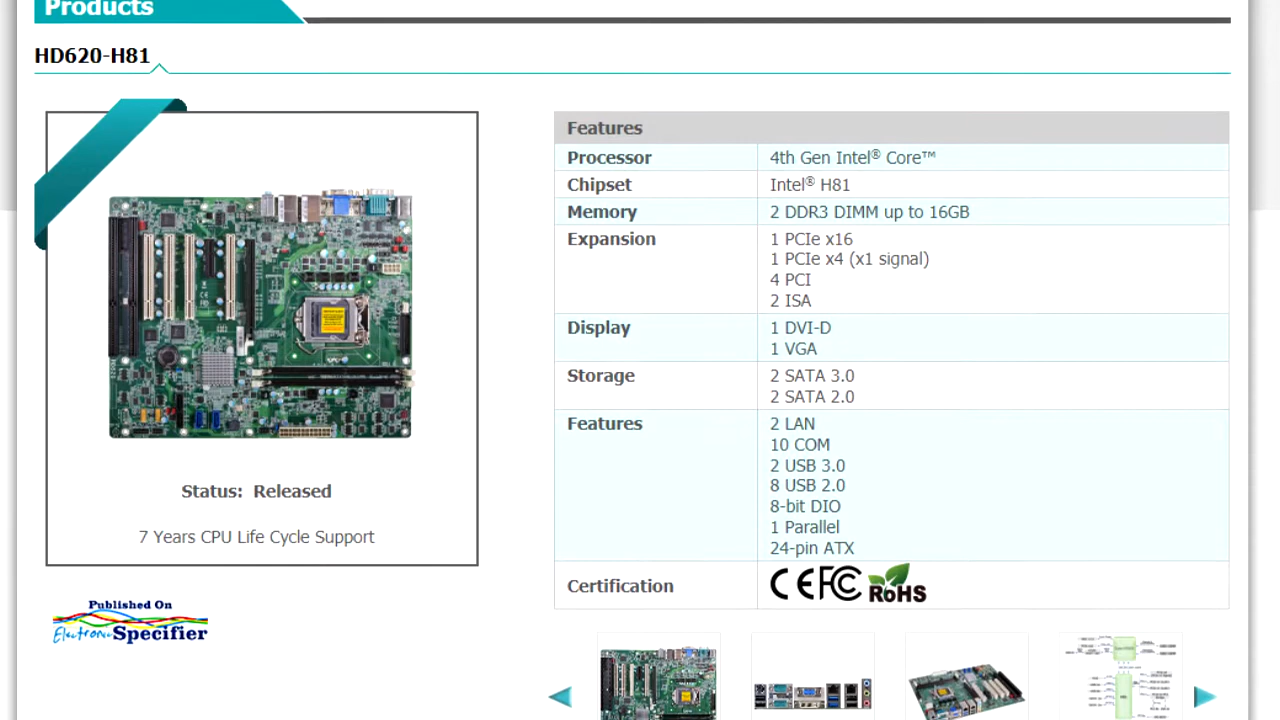 Products
HD620-H81
Features
Processor 4th Gen Intel® Core™
Chipset Intel® H81
Memory 2 DDR3 DIMM up to 16GB
Expansion 1 PCIe x16
1 PCIe x4 (x1 signal)
4 PCI
2 ISA
Display 1 DVI-D
1 VGA
Storage 2 SATA 3.0
2 SATA 2.0
Features 2 LAN
10 COM
2 USB 3.0
8 USB 2.0
8-bit DIO
1 Parallel
24-pin ATX
Certification CE FC RoHS
Status: Released
7 Years CPU Life Cycle Support
Published On
Electronic Specifier